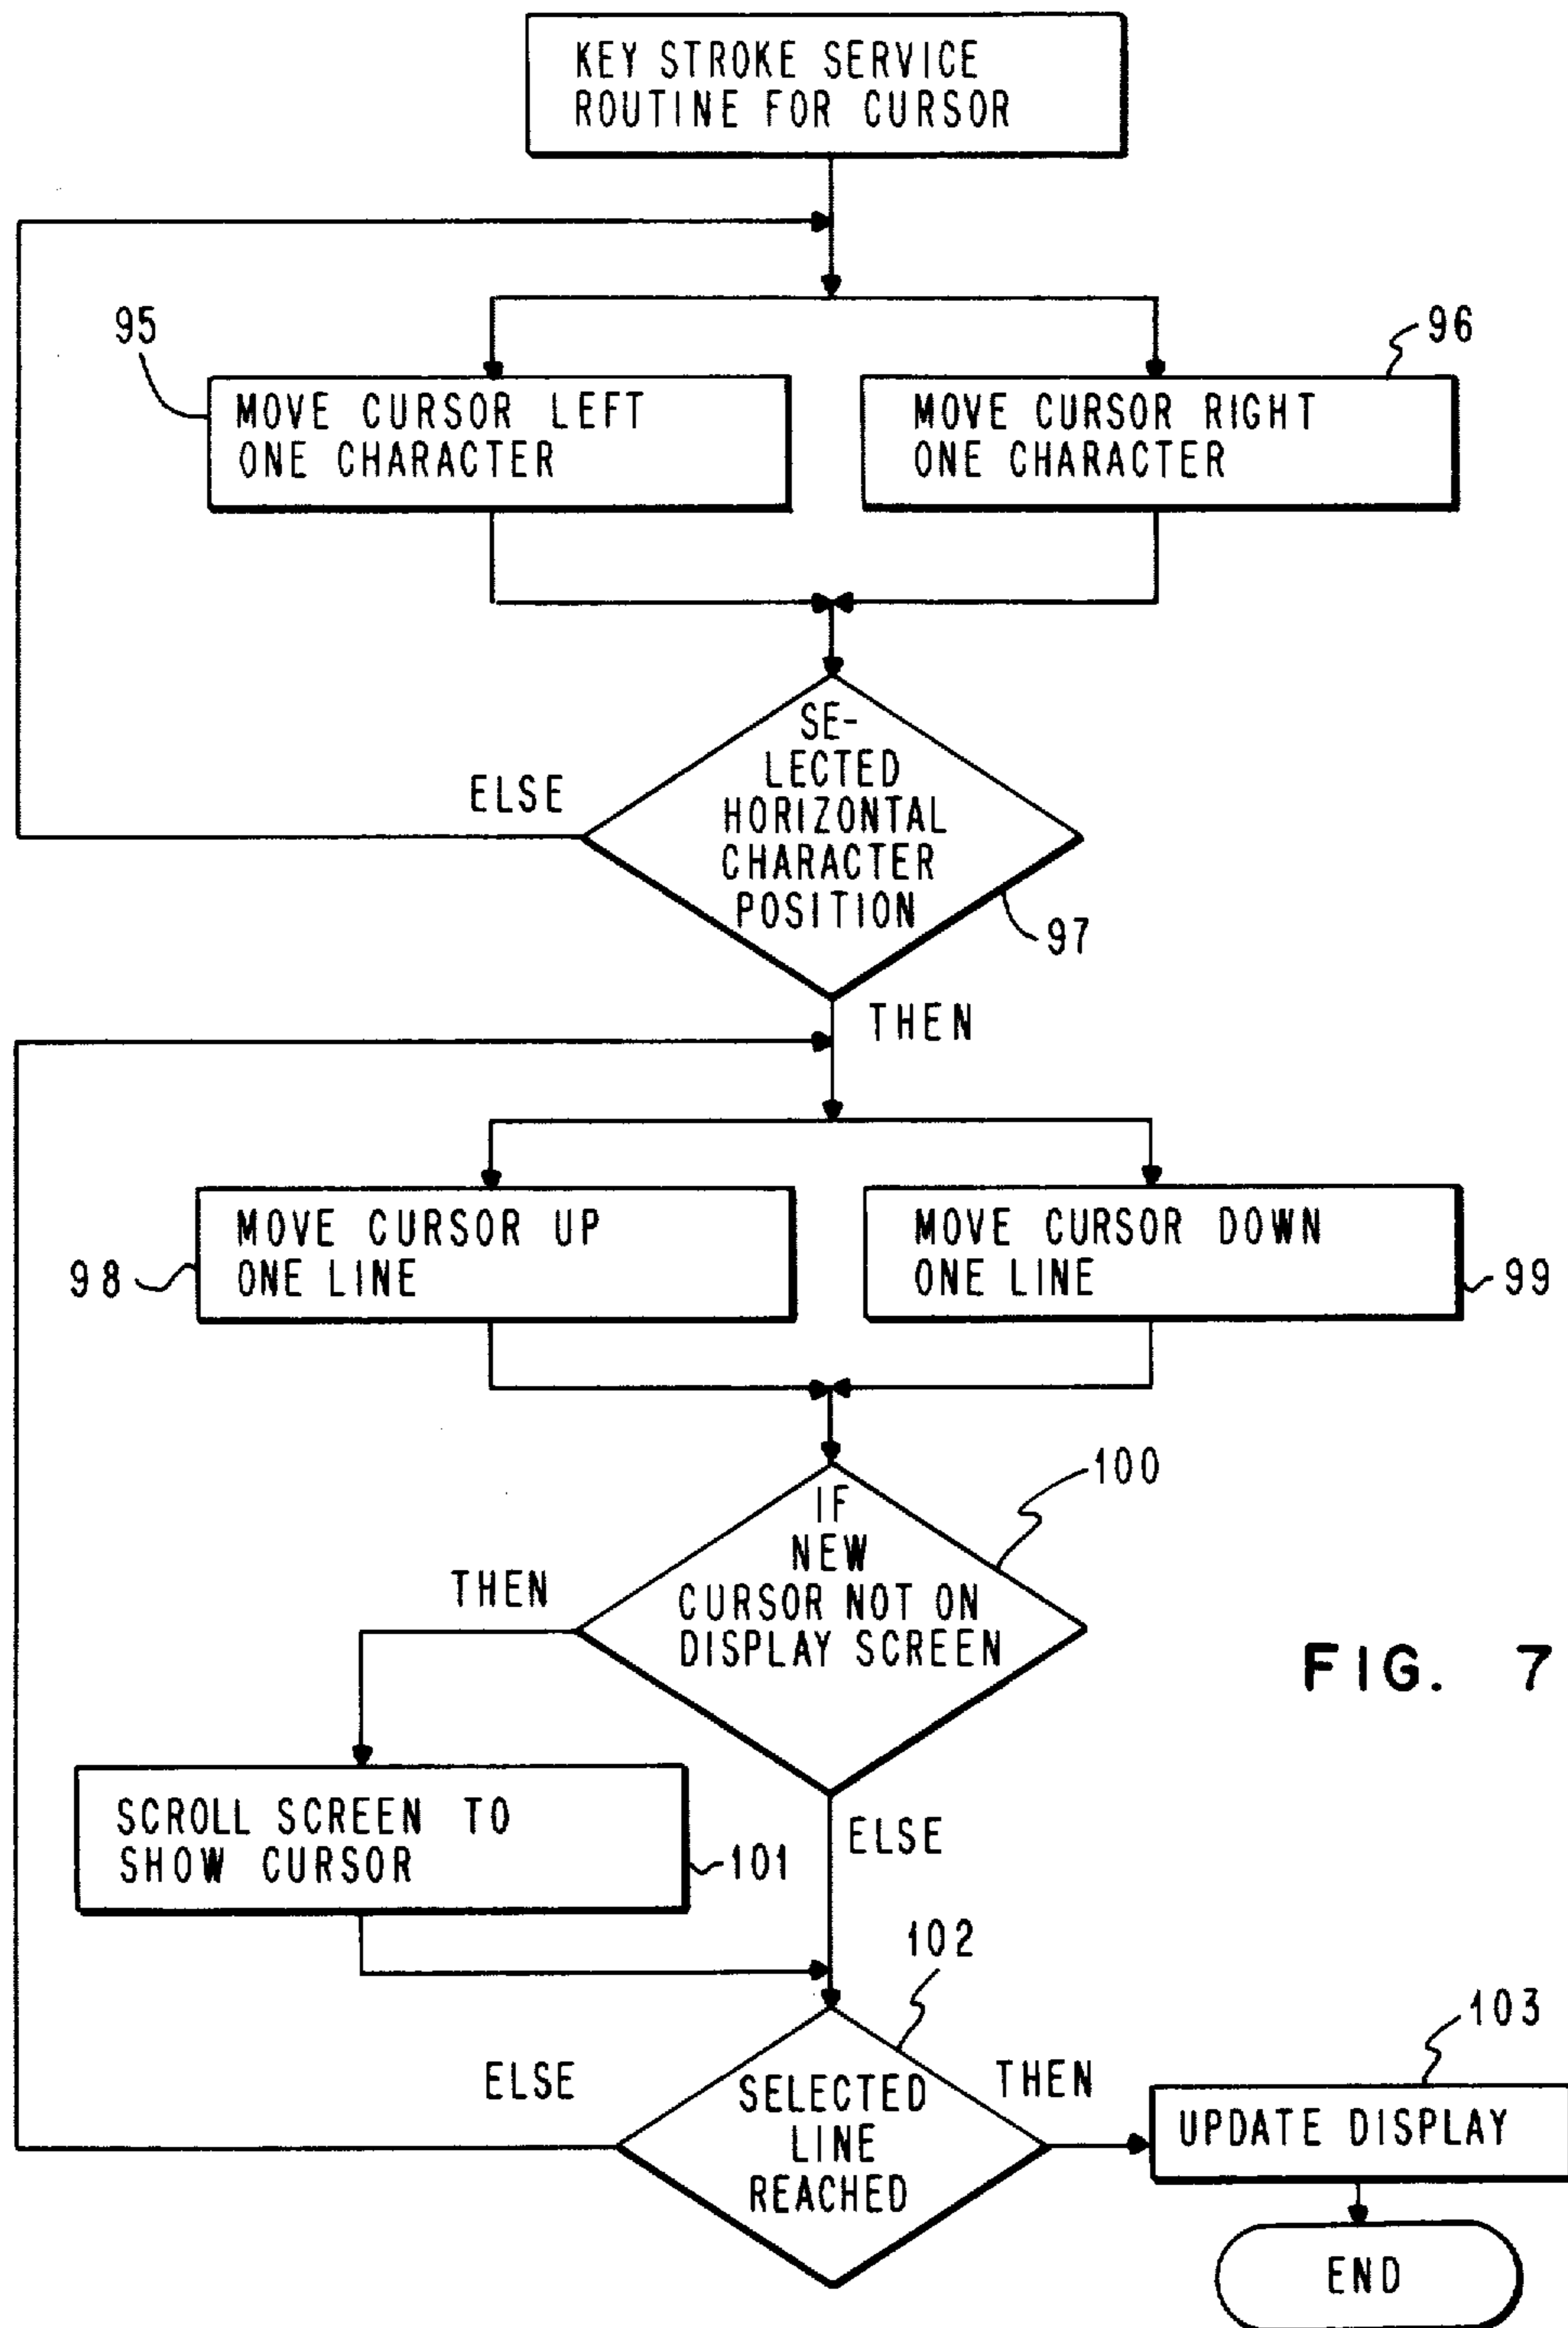 KEY STROKE SERVICE
ROUTINE FOR CURSOR
95
96
MOVE CURSOR LEFT
ONE CHARACTER
MOVE CURSOR RIGHT
ONE CHARACTER
SE-
LECTED
HORIZONTAL
CHARACTER
POSITION
ELSE
97
THEN
MOVE CURSOR UP
ONE LINE
98
MOVE CURSOR DOWN
ONE LINE
99
100
IF
NEW
CURSOR NOT ON
DISPLAY SCREEN
THEN
FIG. 7
SCROLL SCREEN TO
SHOW CURSOR
101
ELSE
102
103
ELSE
SELECTED
LINE
REACHED
THEN
UPDATE DISPLAY
END